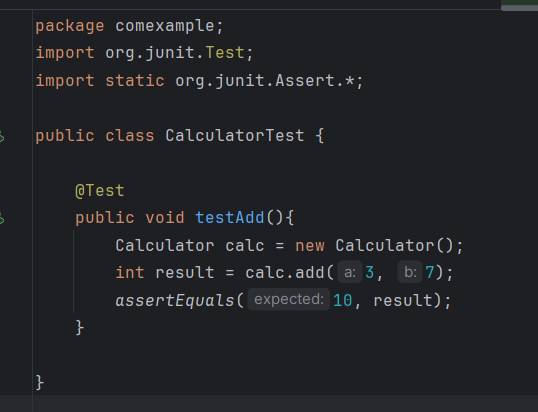 package comexample;
import org.junit.Test;
import static org.junit.Assert.*;
public class CalculatorTest {
@Test
public void testAdd(){
Calculator calc = new Calculator();
int result = calc.add( a: 3, b: 7);
assertEquals( expected: 10, result);
}
}